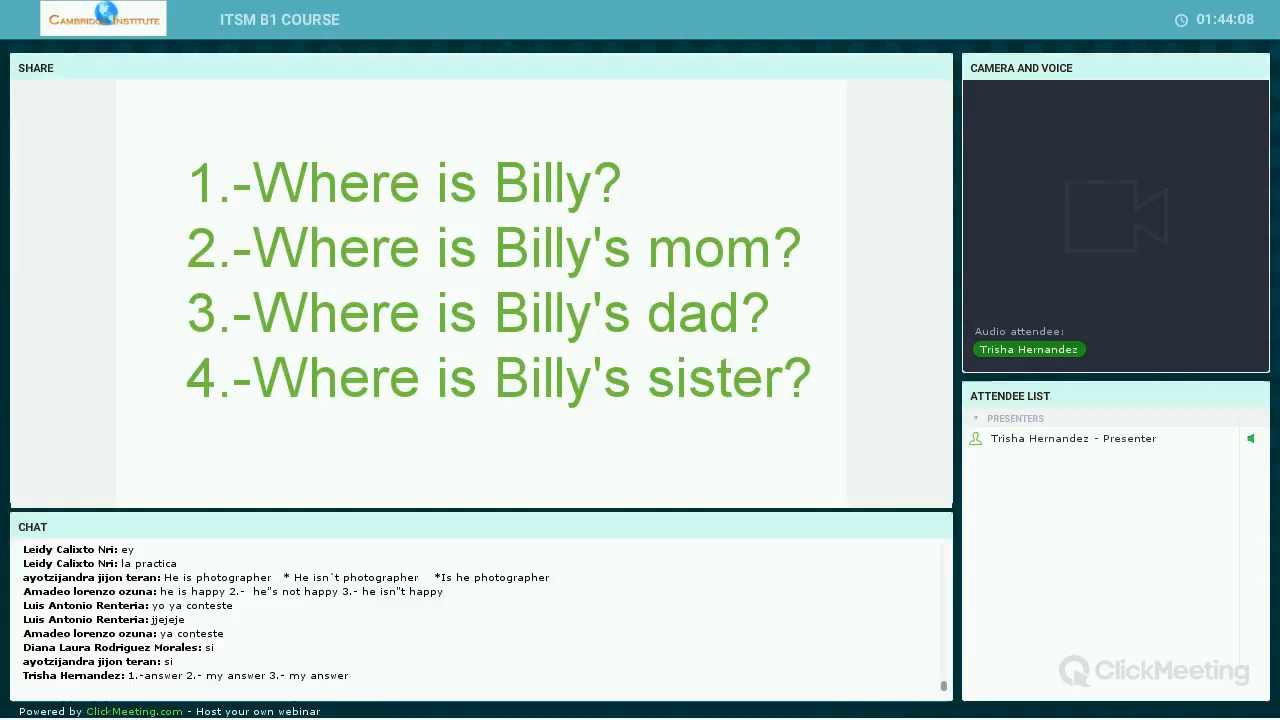 CAMBRIDGE INSTITUTE
ITSM B1 COURSE
01:44:08
SHARE
1.-Where is Billy?
2.-Where is Billy's mom?
3.-Where is Billy's dad?
4.-Where is Billy's sister?
CAMERA AND VOICE
Audio attendee:
Trisha Hernandez
ATTENDEE LIST
PRESENTERS
Trisha Hernandez - Presenter
ClickMeeting
CHAT
Leidy Calixto Nri: ey
Leidy Calixto Nri: la practica
ayotzijandra jijon teran: He is photographer * He isn`t photographer *Is he photographer
Amadeo lorenzo ozuna: he is happy 2.- he"s not happy 3.- he isn"t happy
Luis Antonio Renteria: yo ya conteste
Luis Antonio Renteria: jjejeje
Amadeo lorenzo ozuna: ya conteste
Diana Laura Rodriguez Morales: si
ayotzijandra jijon teran: si
Trisha Hernandez: 1.-answer 2.- my answer 3.- my answer
Powered by ClickMeeting.com - Host your own webinar